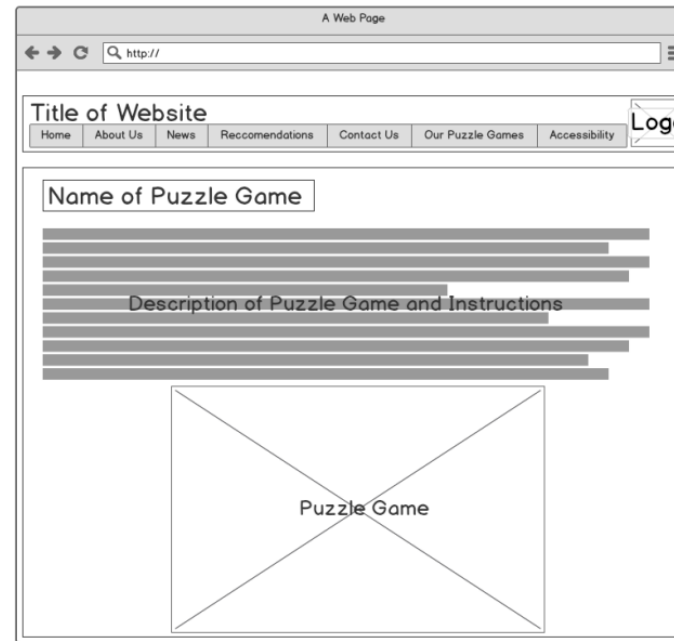 A Web Page
http://
Title of Website
Logo
Home About Us News Reccomendations Contact Us Our Puzzle Games Accessibility
Name of Puzzle Game
Description of Puzzle Game and Instructions
Puzzle Game